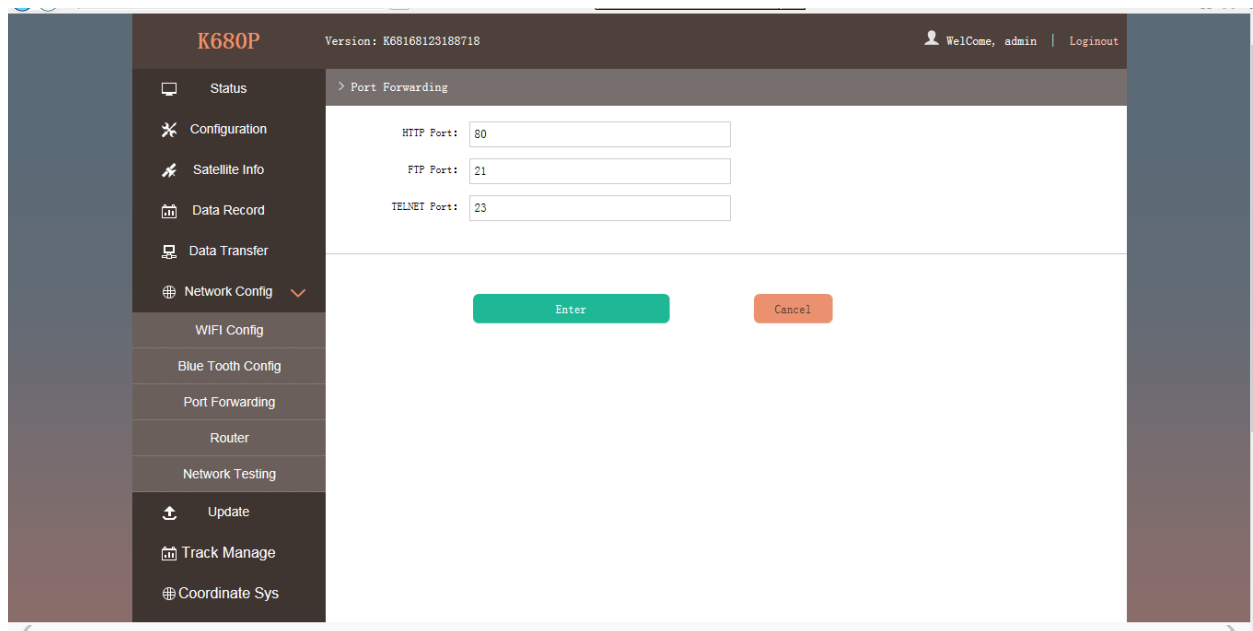 K680P
Version: K68168123188718
WelCome, admin | Loginout
Status
Configuration
Satellite Info
Data Record
Data Transfer
Network Config
WIFI Config
Blue Tooth Config
Port Forwarding
Router
Network Testing
Update
Track Manage
Coordinate Sys
> Port Forwarding
HTTP Port: 80
FTP Port: 21
TELNET Port: 23
Enter
Cancel